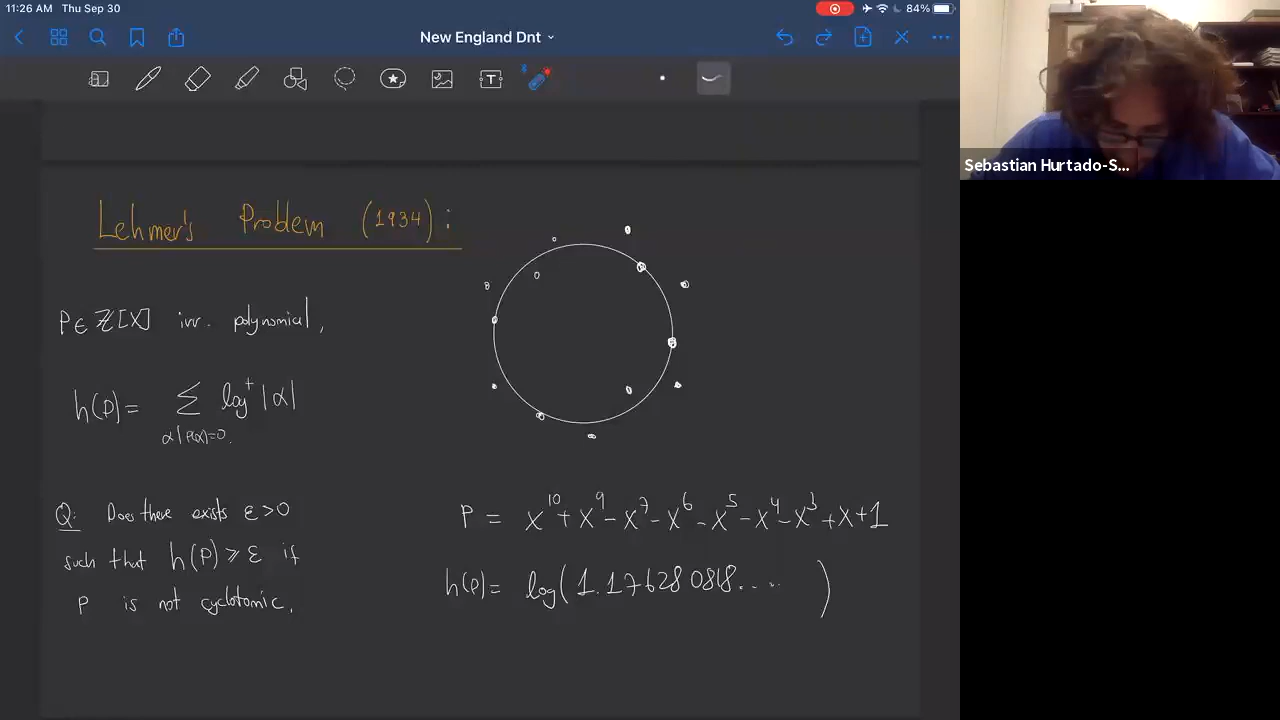 11:26 AM Thu Sep 30
84%
New England Dnt
T
Sebastian Hurtado-S...
Lehmer's Problem (1934):
P∈ℤ[X] irr. polynomial,
h(P)= ∑ log⁺|α|
α|P(α)=0.
Q: Does there exists ε>0
such that h(P) ≥ ε if
P is not cyclotomic.
P = X¹⁰+X⁹-X⁷-X⁶-X⁵-X⁴-X³+X+1
h(P)= log(1.176280818.....)